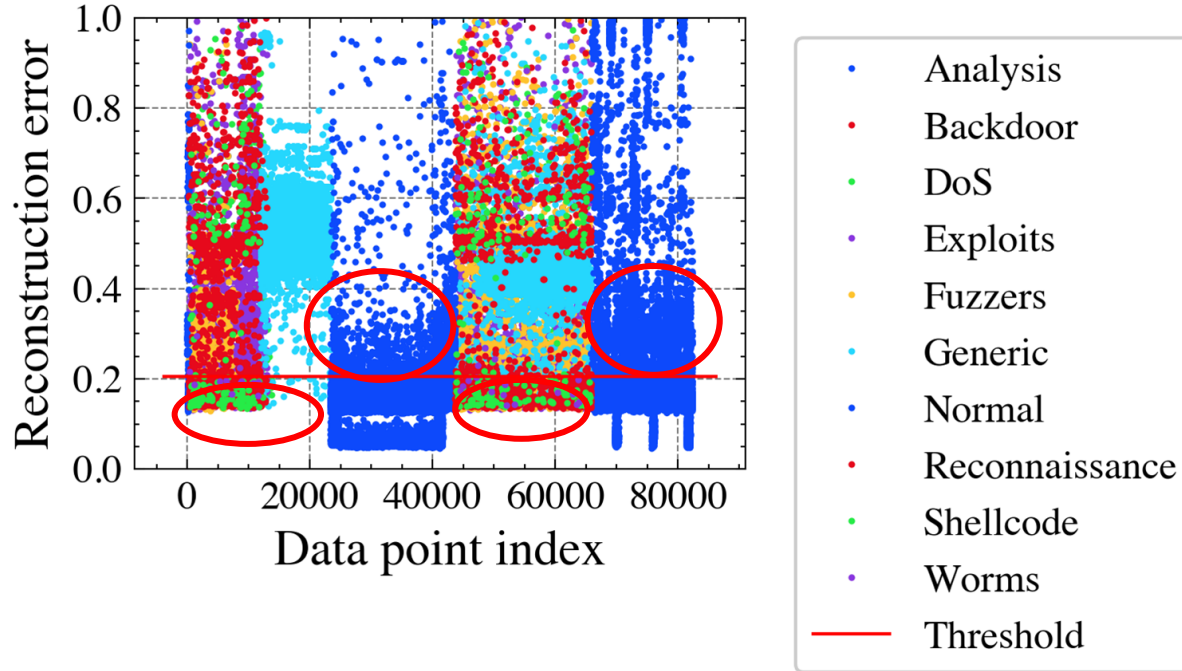 Reconstruction error
1.0
0.8
0.6
0.4
0.2
0.0
0 20000 40000 60000 80000
Data point index
Analysis
Backdoor
DoS
Exploits
Fuzzers
Generic
Normal
Reconnaissance
Shellcode
Worms
Threshold